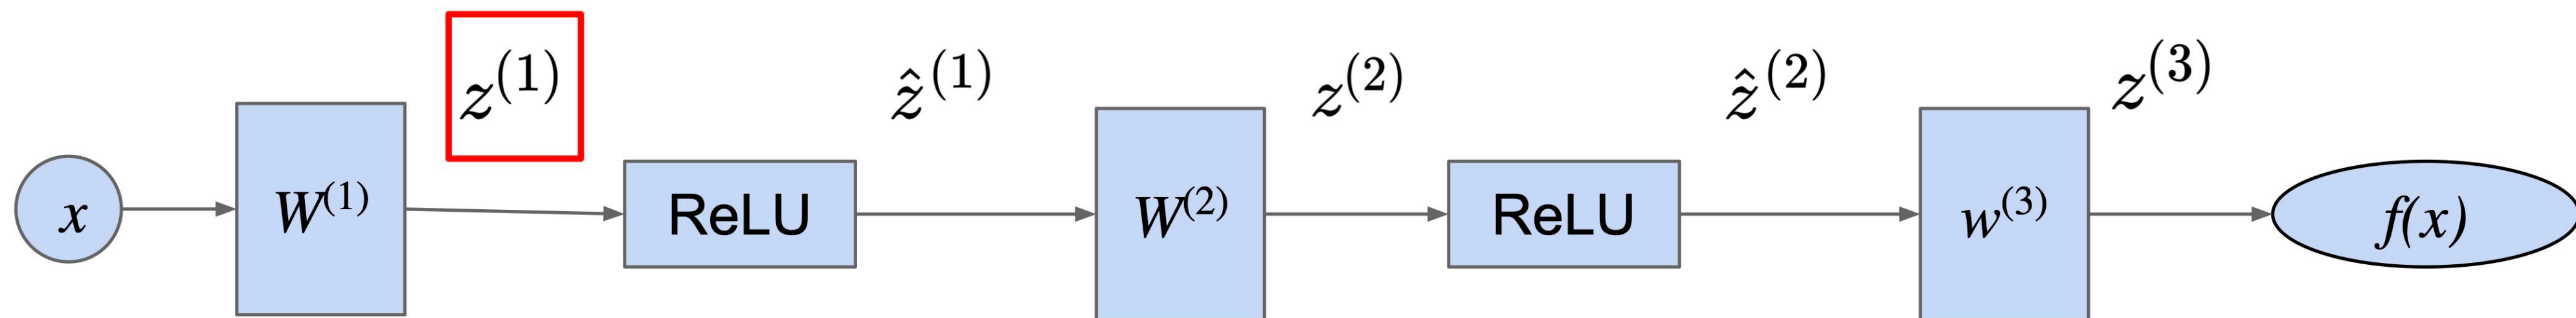 z^(1) ẑ^(1) z^(2) ẑ^(2) z^(3)
x W^(1) ReLU W^(2) ReLU w^(3) f(x)